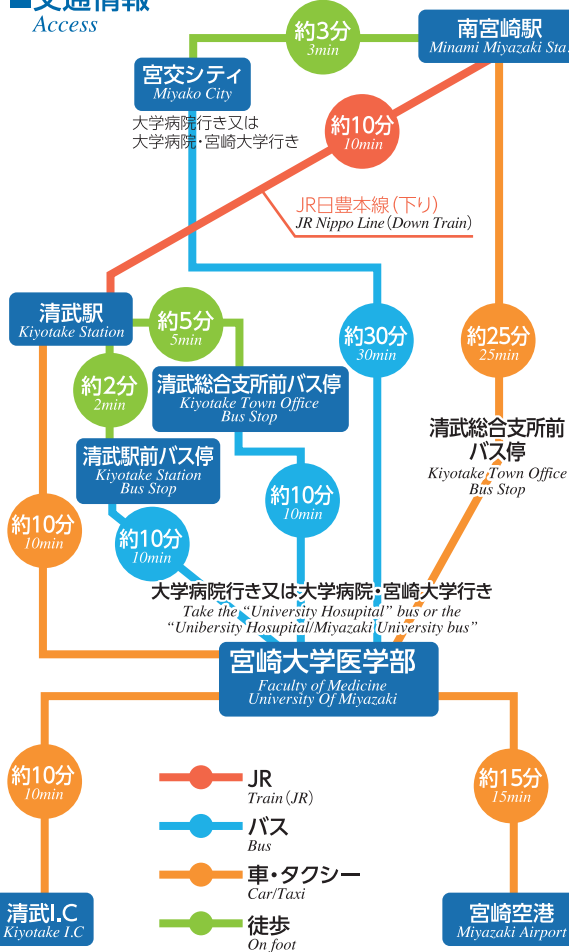 ■交通情報
Access
約3分
3min
南宮崎駅
Minami Miyazaki Sta.
宮交シティ
Miyako City
大学病院行き又は
大学病院・宮崎大学行き
約10分
10min
JR日豊本線(下り)
JR Nippo Line(Down Train)
清武駅
Kiyotake Station
約5分
5min
約30分
30min
約25分
25min
約2分
2min
清武総合支所前バス停
Kiyotake Town Office
Bus Stop
清武総合支所前
バス停
Kiyotake Town Office
Bus Stop
清武駅前バス停
Kiyotake Station
Bus Stop
約10分
10min
約10分
10min
約10分
10min
大学病院行き又は大学病院・宮崎大学行き
Take the “University Hosupital” bus or the
“Unibersity Hosupital/Miyazaki University bus”
宮崎大学医学部
Faculty of Medicine
University Of Miyazaki
約10分
10min
約15分
15min
JR
Train(JR)
バス
Bus
車・タクシー
Car/Taxi
徒歩
On foot
清武I.C
Kiyotake I.C
宮崎空港
Miyazaki Airport